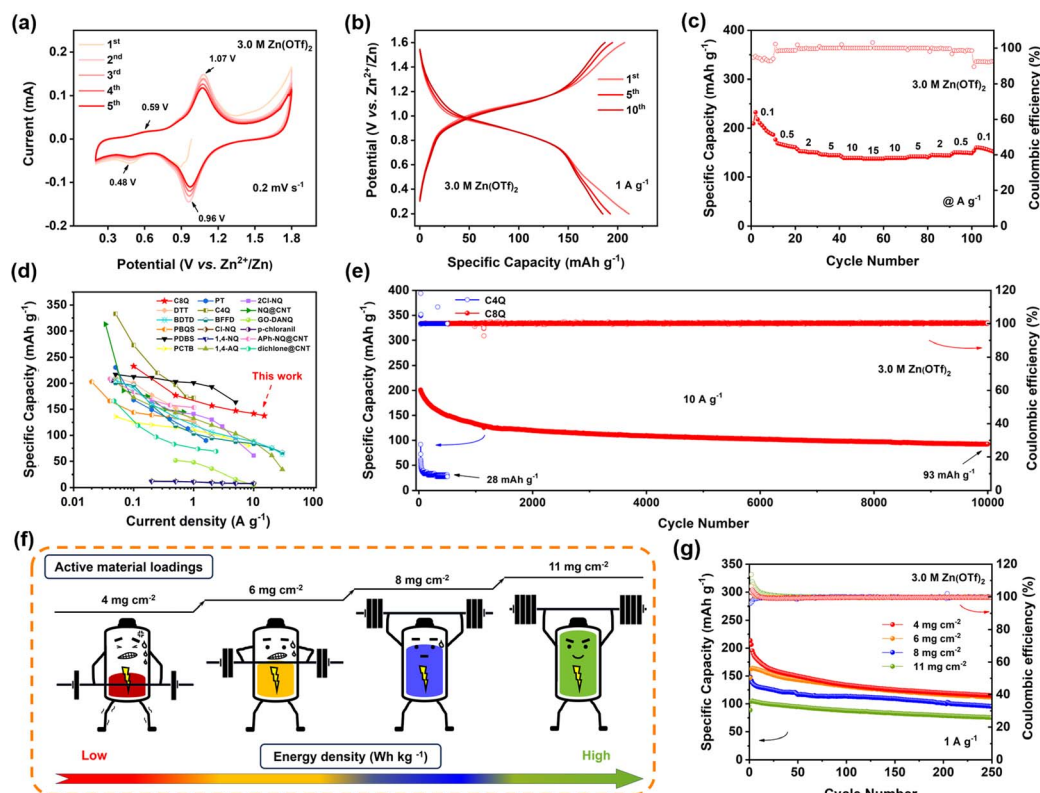 (a)
1st
2nd
3rd
4th
5th
3.0 M Zn(OTf)2
1.07 V
0.59 V
0.48 V
0.96 V
0.2 mV s-1
Current (mA)
0.2
0.1
0.0
-0.1
-0.2
0.3 0.6 0.9 1.2 1.5 1.8
Potential (V vs. Zn2+/Zn)
(b)
1st
5th
10th
3.0 M Zn(OTf)2
1 A g-1
Potential (V vs. Zn2+/Zn)
1.6
1.4
1.2
1.0
0.8
0.6
0.4
0.2
0 50 100 150 200
Specific Capacity (mAh g-1)
(c)
3.0 M Zn(OTf)2
0.1 0.5 2 5 10 15 10 5 2 0.5 0.1
@ A g-1
Specific Capacity (mAh g-1)
400
350
300
250
200
150
100
50
0
Coulombic efficiency (%)
120
100
80
60
40
20
0
0 20 40 60 80 100
Cycle Number
(d)
C8Q PT 2Cl-NQ
DTT C4Q NQ@CNT
BDTD BFFD GO-DANQ
PBQS Cl-NQ p-chloranil
PDBS 1,4-NQ APh-NQ@CNT
PCTB 1,4-AQ dichlone@CNT
This work
Specific Capacity (mAh g-1)
350
300
250
200
150
100
50
0
0.01 0.1 1 10 100
Current density (A g-1)
(e)
C4Q
C8Q
3.0 M Zn(OTf)2
10 A g-1
28 mAh g-1
93 mAh g-1
Specific Capacity (mAh g-1)
400
350
300
250
200
150
100
50
0
Coulombic efficiency (%)
120
100
80
60
40
20
0
0 2000 4000 6000 8000 10000
Cycle Number
(f)
Active material loadings
4 mg cm-2
6 mg cm-2
8 mg cm-2
11 mg cm-2
Low
Energy density (Wh kg-1)
High
(g)
3.0 M Zn(OTf)2
4 mg cm-2
6 mg cm-2
8 mg cm-2
11 mg cm-2
1 A g-1
Specific Capacity (mAh g-1)
350
300
250
200
150
100
50
0
Coulombic efficiency (%)
120
100
80
60
40
20
0
0 50 100 150 200 250
Cycle Number